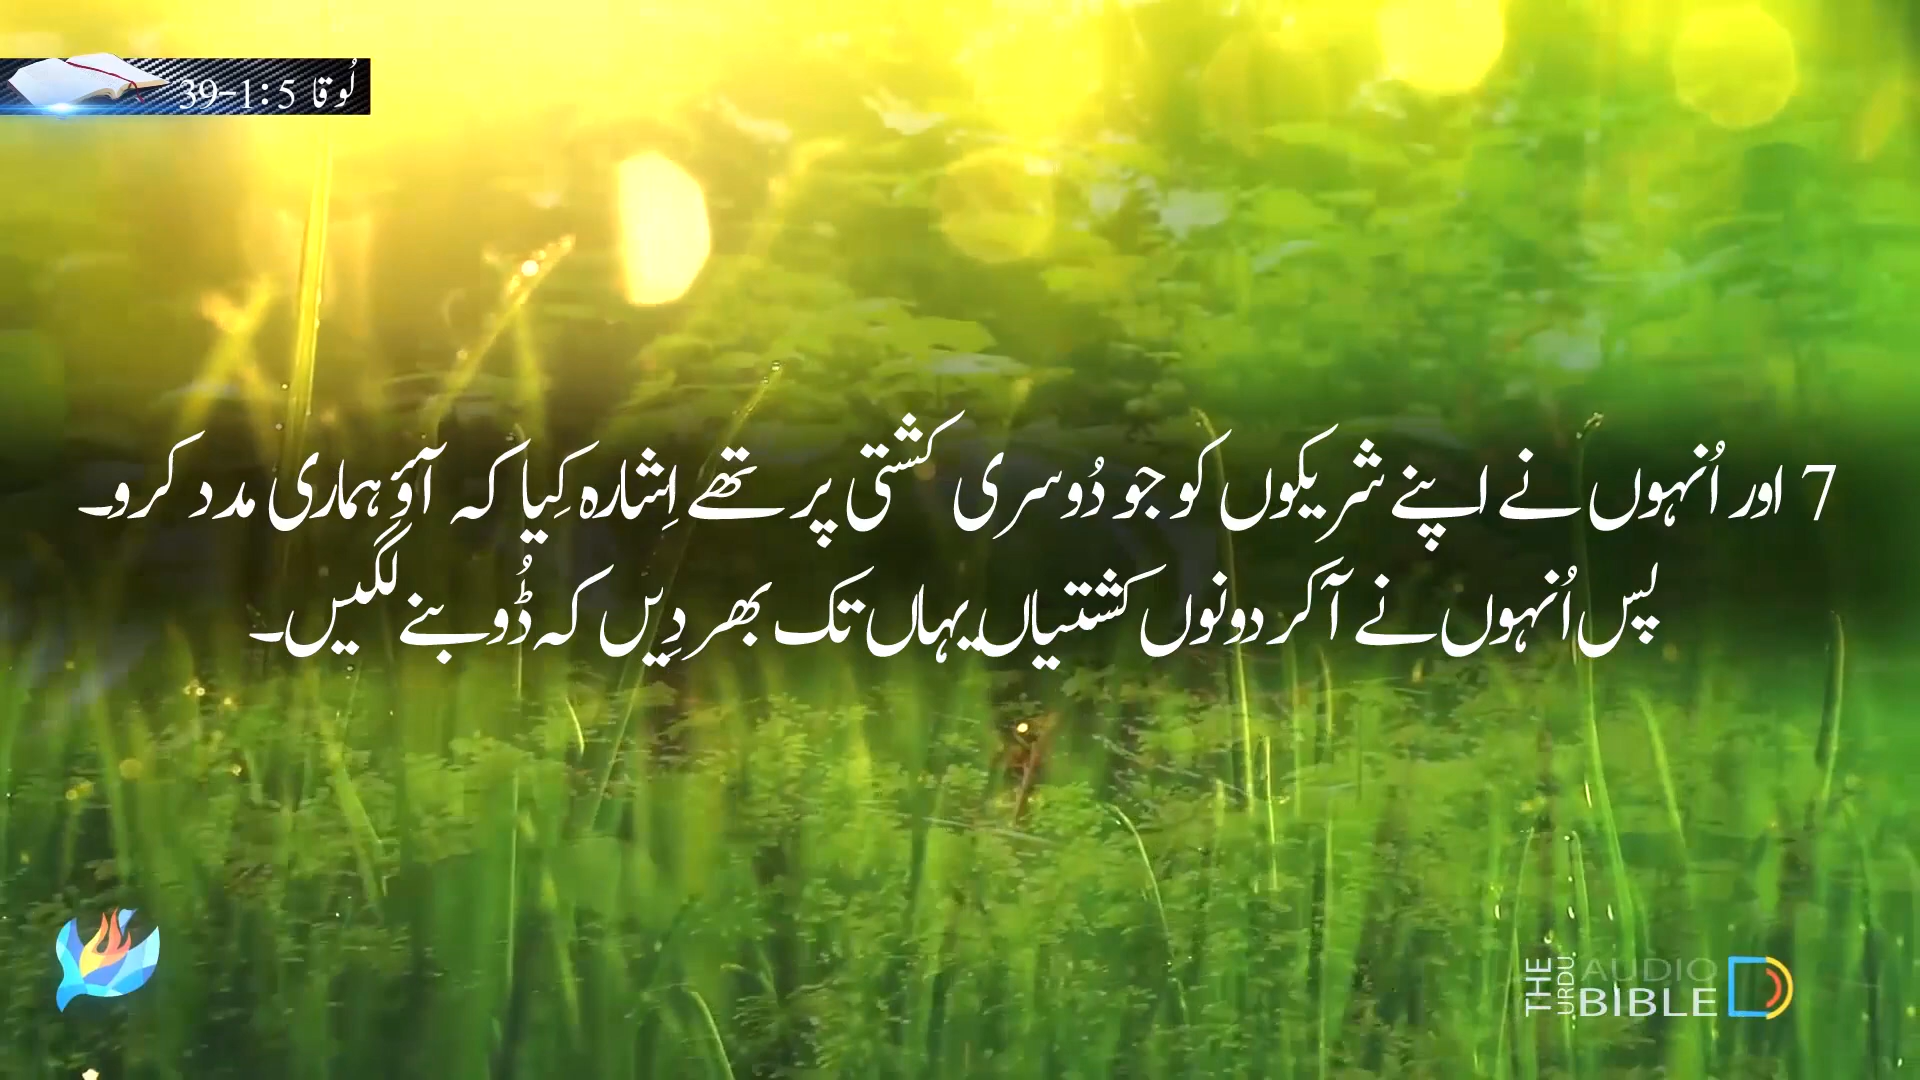 لُوقا 5:1-39
7 اور اُنہوں نے اپنے شرِیکوں کو جو دُوسری کشتی پر تھے اِشارہ کِیا کہ آؤ ہماری مدد کرو۔
پس اُنہوں نے آ کر دونوں کشتیاں یہاں تک بھر دِیں کہ ڈُوبنے لگیں۔
THE URDU AUDIO BIBLE